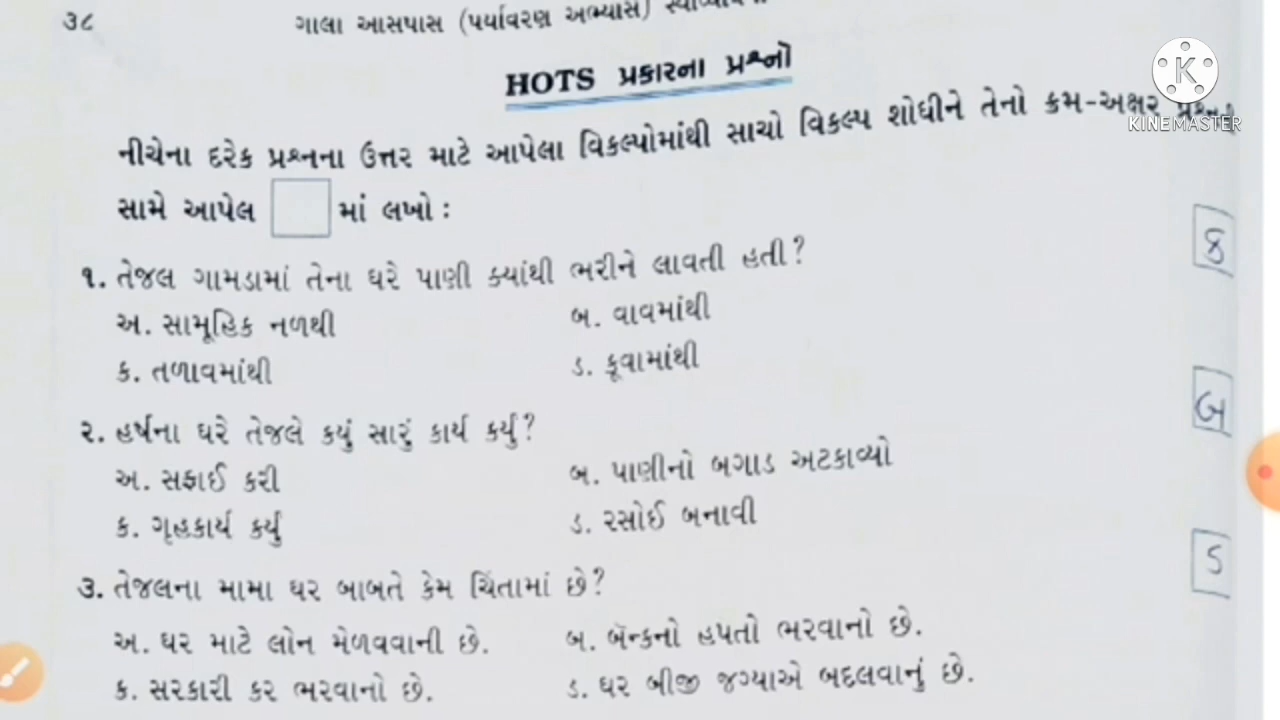 ૩૮
ગાલા આસપાસ (પર્યાવરણ અભ્યાસ)
HOTS પ્રકારના પ્રશ્નો
નીચેના દરેક પ્રશ્નના ઉત્તર માટે આપેલા વિકલ્પોમાંથી સાચો વિકલ્પ શોધીને તેનો ક્રમ-અક્ષર
સામે આપેલ માં લખો :
૧. તેજલ ગામડામાં તેના ઘરે પાણી ક્યાંથી ભરીને લાવતી હતી?
અ. સામૂહિક નળથી બ. વાવમાંથી
ક. તળાવમાંથી ડ. કૂવામાંથી
ક
૨. હર્ષના ઘરે તેજલે કયું સારું કાર્ય કર્યું?
અ. સફાઈ કરી બ. પાણીનો બગાડ અટકાવ્યો
ક. ગૃહકાર્ય કર્યું ડ. રસોઈ બનાવી
બ
૩. તેજલના મામા ઘર બાબતે કેમ ચિંતામાં છે?
અ. ઘર માટે લોન મેળવવાની છે. બ. બૅન્કનો હપતો ભરવાનો છે.
ક. સરકારી કર ભરવાનો છે. ડ. ઘર બીજી જગ્યાએ બદલવાનું છે.
ડ
K
KINEMASTER